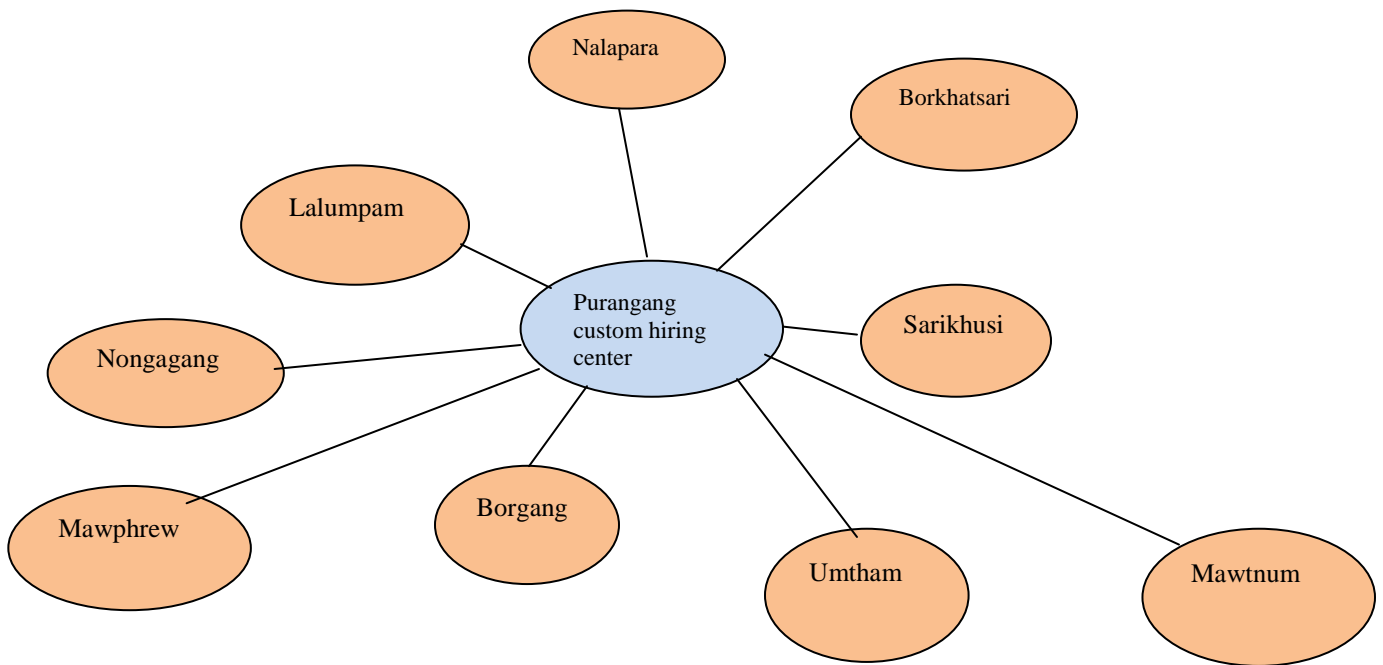 Nalapara
Borkhatsari
Lalumpam
Purangang
custom hiring
center
Sarikhusi
Nongagang
Mawphrew
Borgang
Umtham
Mawtnum